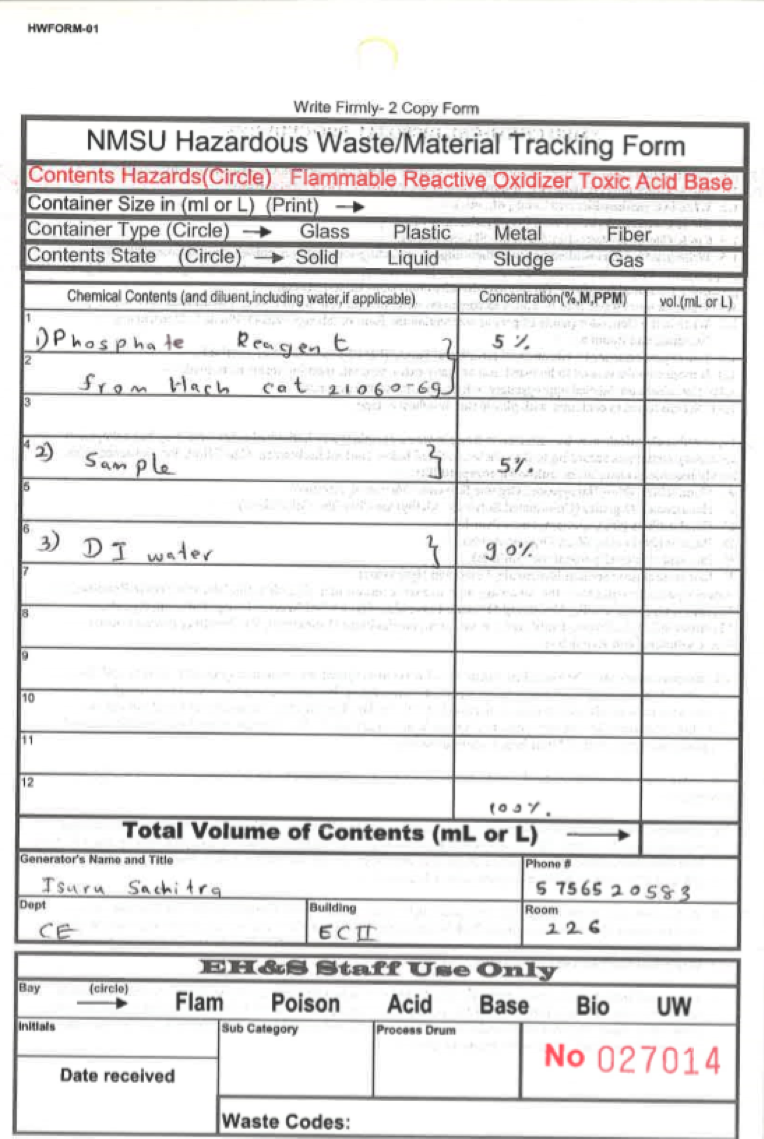 HWFORM-01
Write Firmly- 2 Copy Form
NMSU Hazardous Waste/Material Tracking Form
Contents Hazards(Circle) Flammable Reactive Oxidizer Toxic Acid Base
Container Size in (ml or L) (Print) →
Container Type (Circle) → Glass Plastic Metal Fiber
Contents State (Circle) → Solid Liquid Sludge Gas
Chemical Contents (and diluent,including water,if applicable) Concentration(%,M,PPM) vol.(mL or L)
1
1) Phosphate Reagent } 5 %
2
from Hach cat 21060-69
3
4 2) Sample } 5%.
5
6
3) DI water } 90%
7
8
9
10
11
12
100%.
Total Volume of Contents (mL or L) →
Generator's Name and Title Phone #
Isuru Sachitra 5756520583
Dept Building Room
CE ECII 226
EH&S Staff Use Only
Bay (circle) → Flam Poison Acid Base Bio UW
Initials Sub Category Process Drum
No 027014
Date received
Waste Codes: